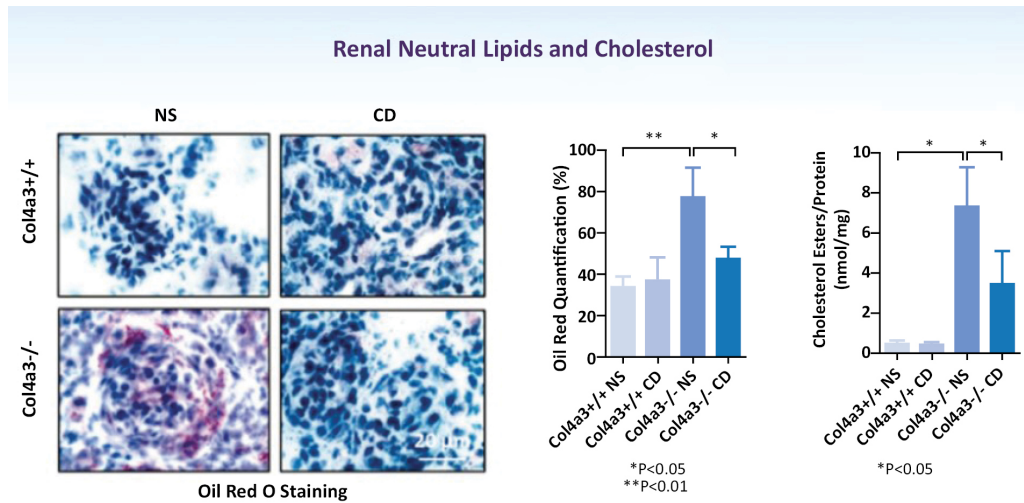 Renal Neutral Lipids and Cholesterol
NS
CD
Col4a3+/+
Col4a3-/-
20 µm
Oil Red O Staining
Oil Red Quantification (%)
100
80
60
40
20
0
**
*
Col4a3+/+ NS
Col4a3+/+ CD
Col4a3-/- NS
Col4a3-/- CD
*P<0.05
**P<0.01
Cholesterol Esters/Protein
(nmol/mg)
10
8
6
4
2
0
*
*
Col4a3+/+ NS
Col4a3+/+ CD
Col4a3-/- NS
Col4a3-/- CD
*P<0.05